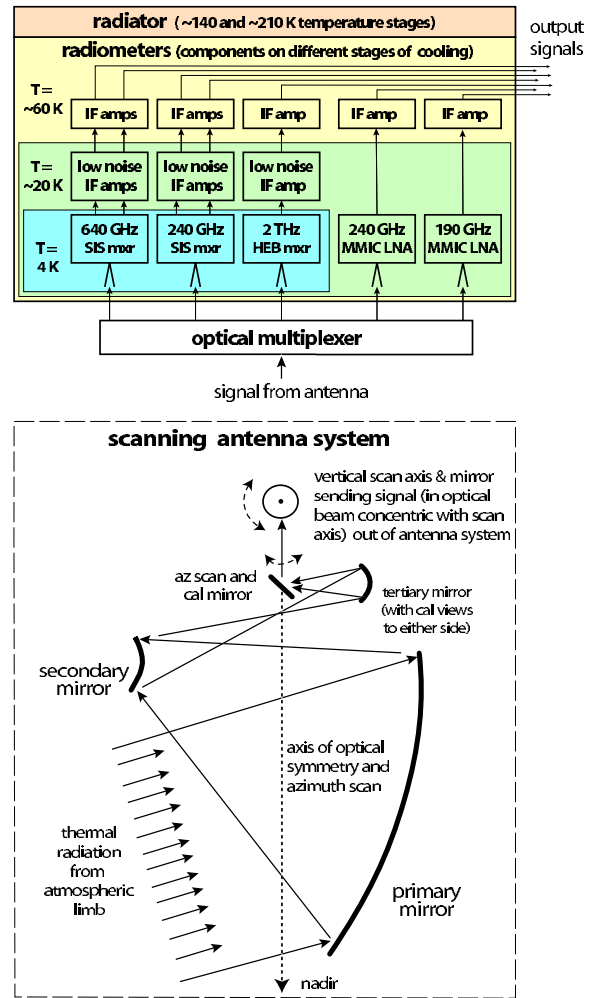 radiator ( ~140 and ~210 K temperature stages)
output
signals
radiometers (components on different stages of cooling)
T =
~60 K
IF amps
IF amps
IF amp
IF amp
IF amp
T =
~20 K
low noise
IF amps
low noise
IF amps
low noise
IF amp
T =
4 K
640 GHz
SIS mxr
240 GHz
SIS mxr
2 THz
HEB mxr
240 GHz
MMIC LNA
190 GHz
MMIC LNA
optical multiplexer
signal from antenna
scanning antenna system
vertical scan axis & mirror
sending signal (in optical
beam concentric with scan
axis) out of antenna system
az scan and
cal mirror
tertiary mirror
(with cal views
to either side)
secondary
mirror
axis of optical
symmetry and
azimuth scan
thermal
radiation
from
atmospheric
limb
primary
mirror
nadir